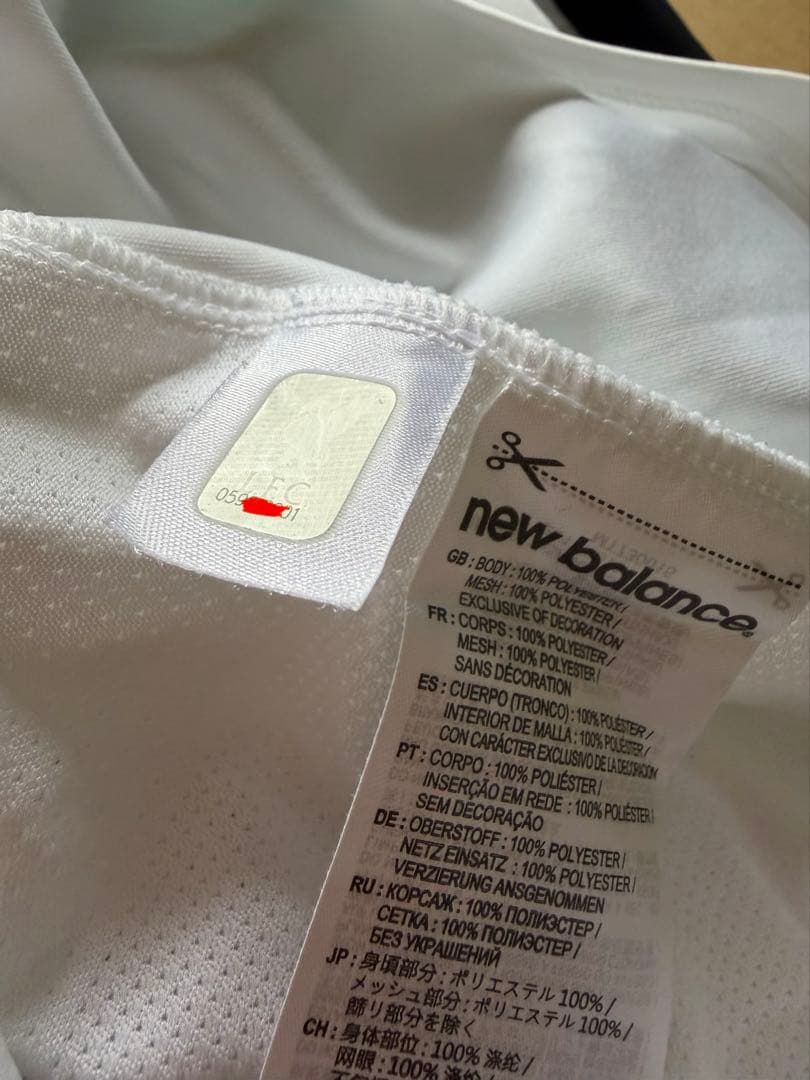 LFC
new balance
GB : BODY : 100% POLYESTER /
MESH : 100% POLYESTER /
EXCLUSIVE OF DECORATION
FR : CORPS : 100% POLYESTER /
MESH : 100% POLYESTER /
SANS DÉCORATION
ES : CUERPO (TRONCO) : 100% POLIÉSTER /
INTERIOR DE MALLA : 100% POLIÉSTER /
CON CARÁCTER EXCLUSIVO DE LA DECORACIÓN
PT : CORPO : 100% POLIÉSTER /
INSERÇÃO EM REDE : 100% POLIÉSTER /
SEM DECORAÇÃO
DE : OBERSTOFF : 100% POLYESTER /
NETZ EINSATZ : 100% POLYESTER /
VERZIERUNG AUSGENOMMEN
RU : КОРСАЖ : 100% ПОЛИЭСТЕР /
СЕТКА : 100% ПОЛИЭСТЕР /
БЕЗ УКРАШЕНИЙ
JP : 身頃部分 : ポリエステル 100% /
メッシュ部分 : ポリエステル 100% /
飾り部分を除く
CH : 身体部位 : 100% 涤纶 /
网眼 : 100% 涤纶 /